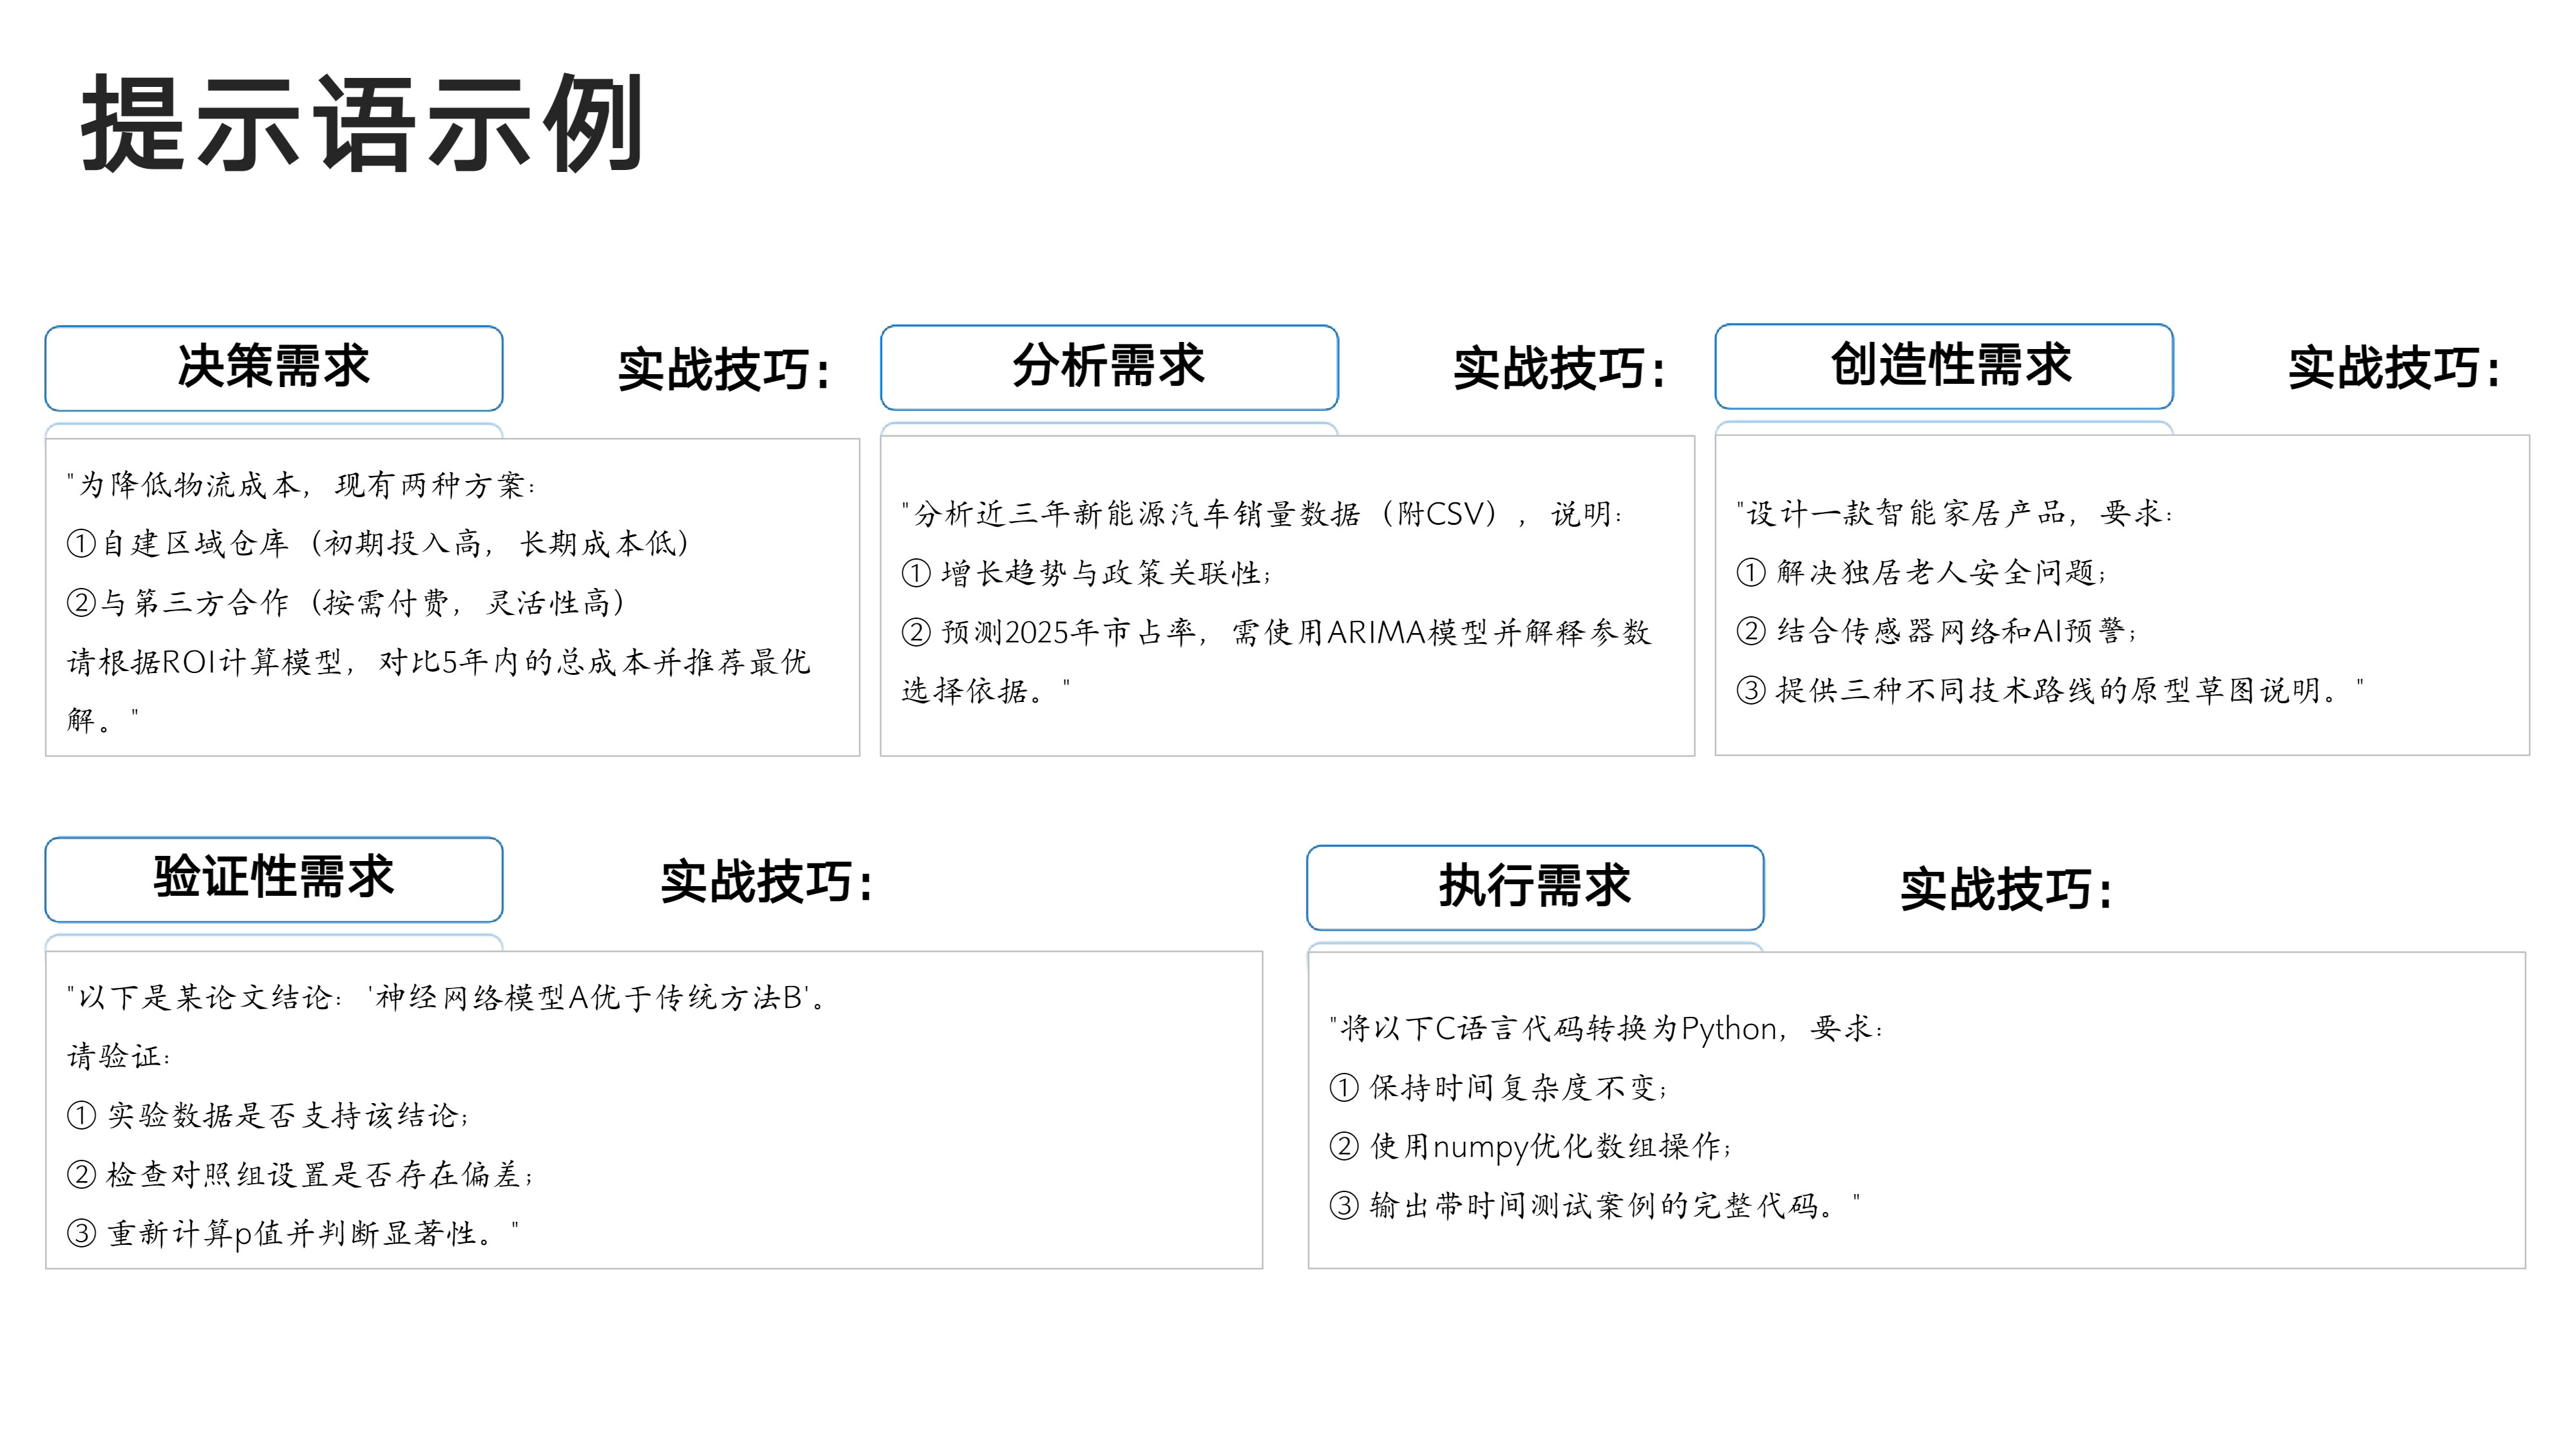 提示语示例
决策需求
实战技巧：
"为降低物流成本，现有两种方案：
①自建区域仓库（初期投入高，长期成本低）
②与第三方合作（按需付费，灵活性高）
请根据ROI计算模型，对比5年内的总成本并推荐最优
解。"
分析需求
实战技巧：
"分析近三年新能源汽车销量数据（附CSV），说明：
① 增长趋势与政策关联性；
② 预测2025年市占率，需使用ARIMA模型并解释参数
选择依据。"
创造性需求
实战技巧：
"设计一款智能家居产品，要求：
① 解决独居老人安全问题；
② 结合传感器网络和AI预警；
③ 提供三种不同技术路线的原型草图说明。"
验证性需求
实战技巧：
"以下是某论文结论：'神经网络模型A优于传统方法B'。
请验证：
① 实验数据是否支持该结论；
② 检查对照组设置是否存在偏差；
③ 重新计算p值并判断显著性。"
执行需求
实战技巧：
"将以下C语言代码转换为Python，要求：
① 保持时间复杂度不变；
② 使用numpy优化数组操作；
③ 输出带时间测试案例的完整代码。"